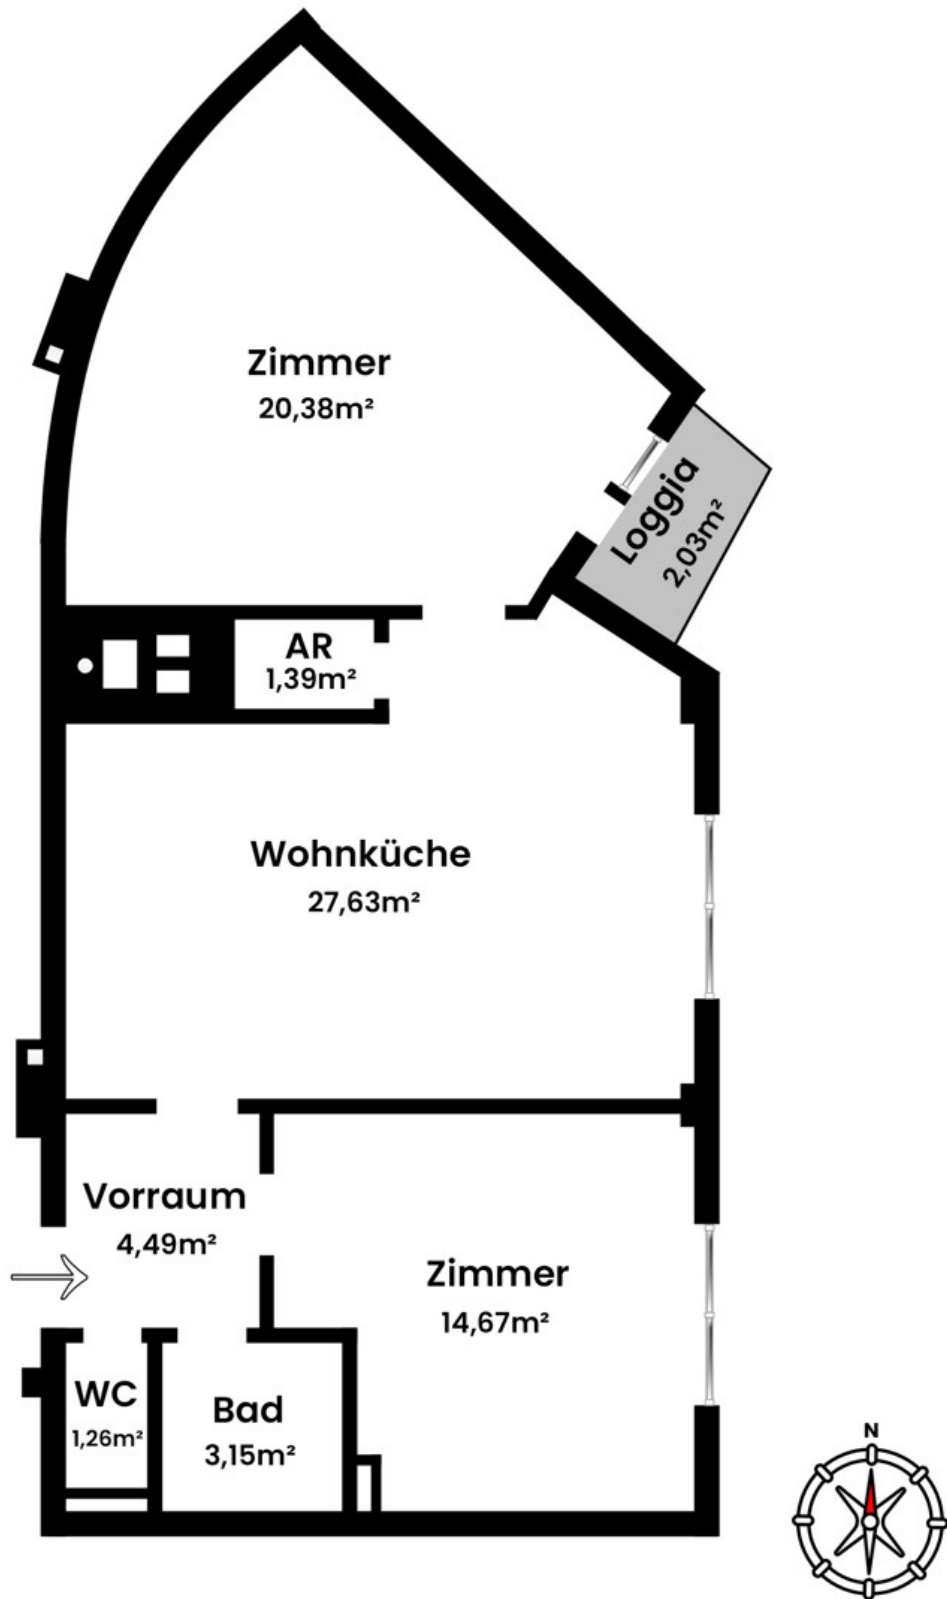 Zimmer
20,38m²
Loggia
2,03m²
AR
1,39m²
Wohnküche
27,63m²
Vorraum
4,49m²
Zimmer
14,67m²
WC
1,26m²
Bad
3,15m²
N